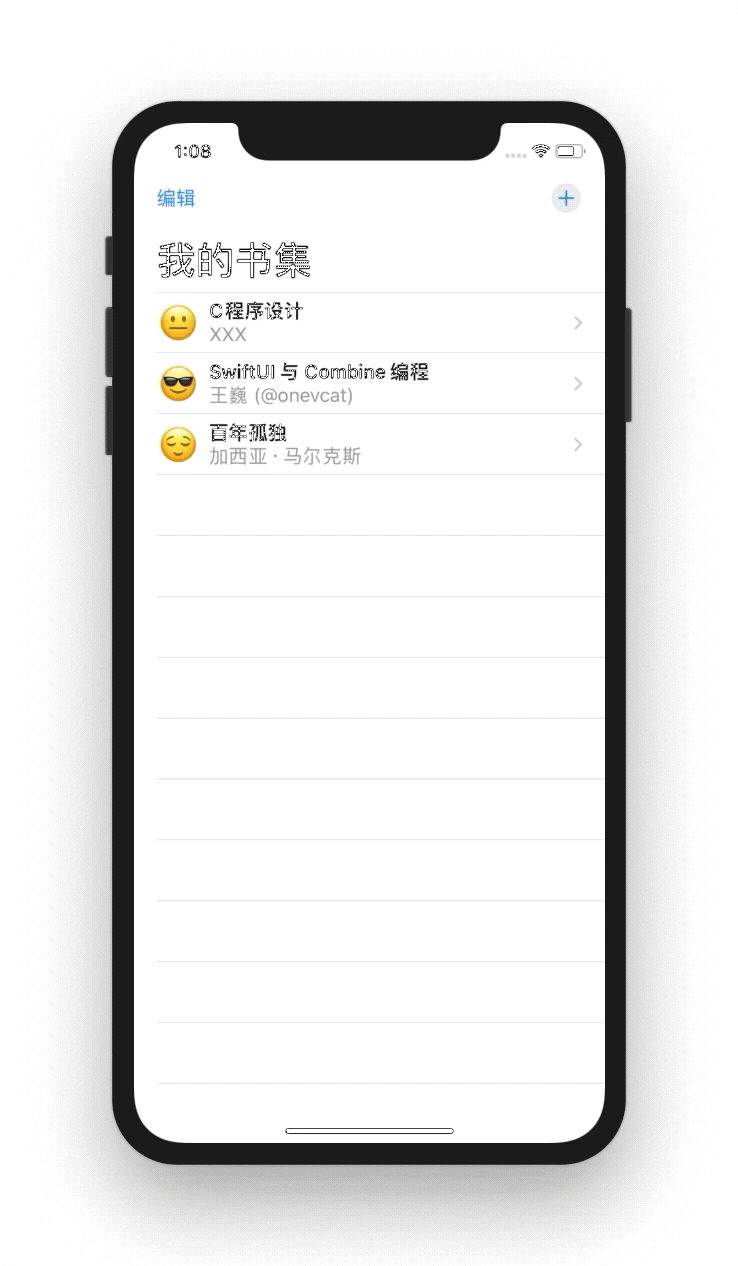 1:08
编辑
我的书集
C程序设计
XXX
SwiftUI 与 Combine 编程
王巍 (@onevcat)
百年孤独
加西亚·马尔克斯